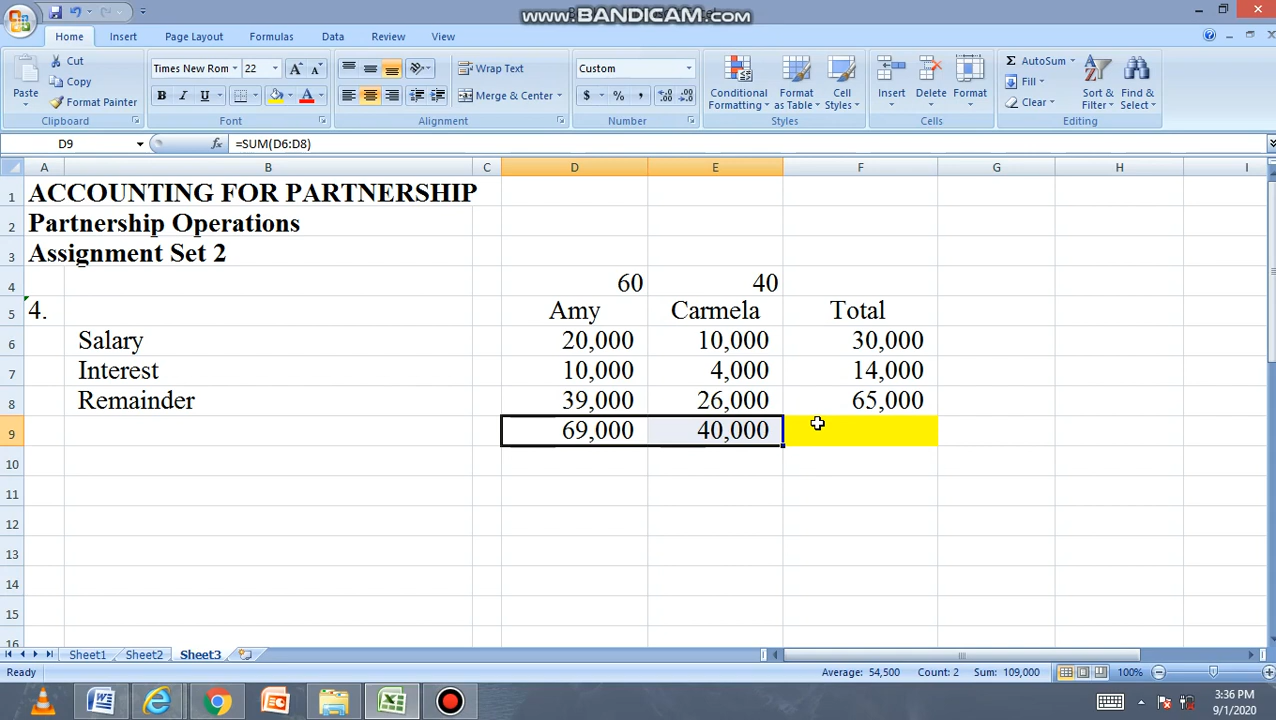 www.BANDICAM.com
Home Insert Page Layout Formulas Data Review View
Paste
Cut
Copy
Format Painter
Clipboard
Times New Rom 22
B I U A
Font
Wrap Text
Merge & Center
Alignment
Custom
$ % ,
Number
Conditional Formatting
Format as Table
Cell Styles
Styles
Insert Delete Format
Cells
Σ AutoSum
Fill
Clear
Sort & Filter
Find & Select
Editing
D9 fx =SUM(D6:D8)
A B C D E F G H I
1 ACCOUNTING FOR PARTNERSHIP
2 Partnership Operations
3 Assignment Set 2
4 60 40
5 4. Amy Carmela Total
6 Salary 20,000 10,000 30,000
7 Interest 10,000 4,000 14,000
8 Remainder 39,000 26,000 65,000
9 69,000 40,000
10
11
12
13
14
15
16
Sheet1 Sheet2 Sheet3
Ready Average: 54,500 Count: 2 Sum: 109,000 100%
3:36 PM
9/1/2020